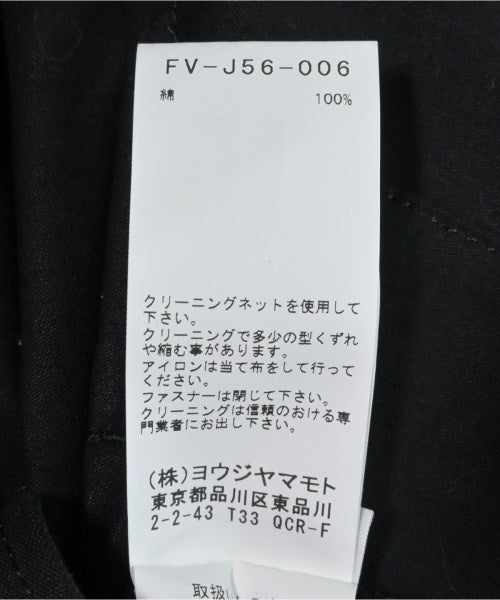 FV-J56-006
綿 100%
クリーニングネットを使用して
下さい。
クリーニングで多少の型くずれ
や縮む事があります。
アイロンは当て布をして行って
ください。
ファスナーは閉じて下さい。
クリーニングは信頼のおける専
門業者にお出し下さい。
(株)ヨウジヤマモト
東京都品川区東品川
2-2-43 T33 QCR-F
取扱し